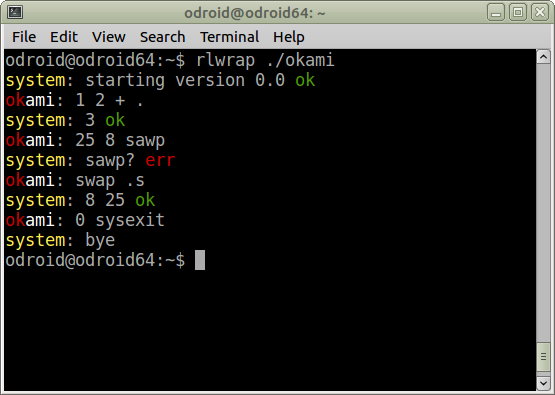 odroid@odroid64: ~
File Edit View Search Terminal Help
odroid@odroid64:~$ rlwrap ./okami
system: starting version 0.0 ok
okami: 1 2 + .
system: 3 ok
okami: 25 8 sawp
system: sawp? err
okami: swap .s
system: 8 25 ok
okami: 0 sysexit
system: bye
odroid@odroid64:~$